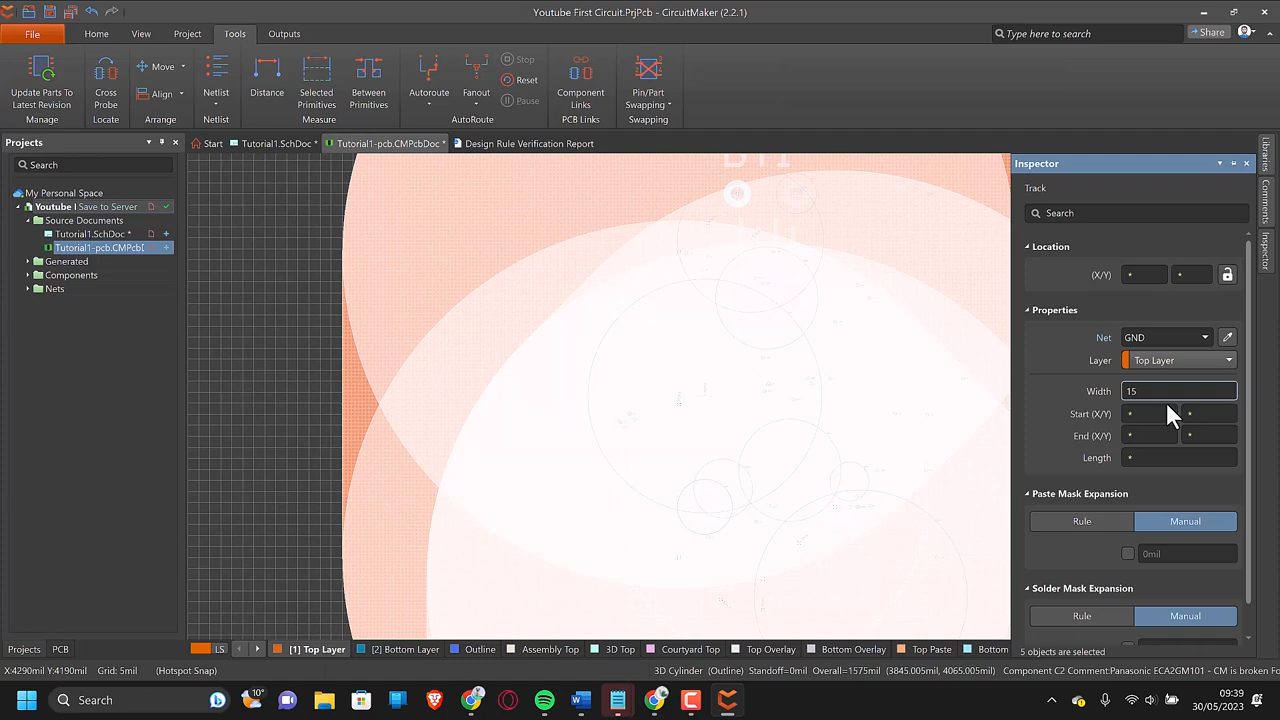 Youtube First Circuit.PrjPcb - CircuitMaker (2.2.1)
File Home View Project Tools Outputs
Type here to search
Share
Update Parts To Latest Revision
Manage
Cross Probe
Locate
Move
Align
Arrange
Netlist
Netlist
Distance
Selected Primitives
Between Primitives
Measure
Autoroute
Fanout
Stop
Reset
Pause
AutoRoute
Component Links
PCB Links
Pin/Part Swapping
Swapping
Projects
Start
Tutorial1.SchDoc *
Tutorial1-pcb.CMPcbDoc *
Design Rule Verification Report
Search
My Personal Space
Youtube I Save to Server
Source Documents
Tutorial1.SchDoc *
Tutorial1-pcb.CMPcbD
Generated
Components
Nets
BT1
Inspector
Track
Search
Location
(X/Y) * *
Properties
Net GND
Layer Top Layer
Width 15
Start (X/Y) * *
End (X/Y) * *
Length *
Paste Mask Expansion
Rule Manual
0mil
Solder Mask Expansion
Rule Manual
5 objects are selected
Libraries
Comments
Inspector
Projects PCB
LS
[1] Top Layer
[2] Bottom Layer
Outline
Assembly Top
3D Top
Courtyard Top
Top Overlay
Bottom Overlay
Top Paste
Bottom
X:4290mil Y:4190mil Grid: 5mil (Hotspot Snap)
3D Cylinder (Outline) Standoff=0mil Overall=1575mil (3845.005mil, 4065.005mil) Component C2 Comment:Panasonic ECA2GM101 - CM is broken Fo
Search
10°
09:39
30/05/2023